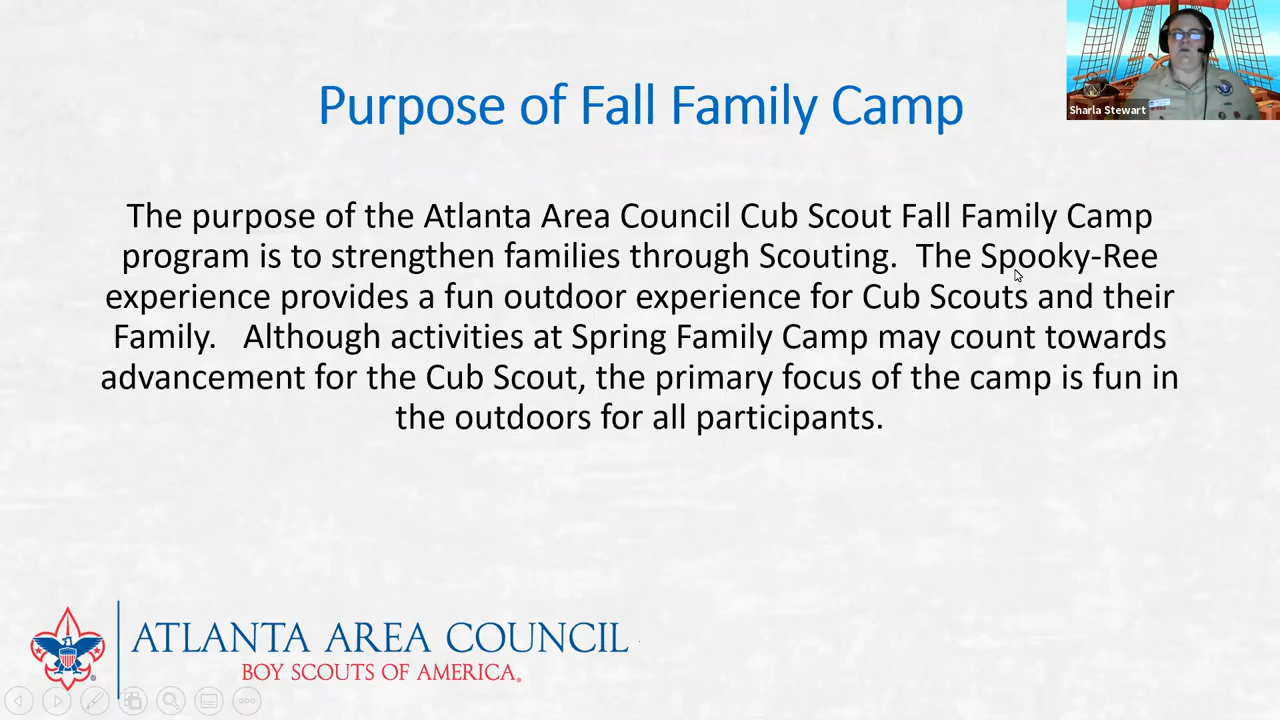 Purpose of Fall Family Camp
Sharla Stewart
The purpose of the Atlanta Area Council Cub Scout Fall Family Camp
program is to strengthen families through Scouting.  The Spooky-Ree
experience provides a fun outdoor experience for Cub Scouts and their
Family.   Although activities at Spring Family Camp may count towards
advancement for the Cub Scout, the primary focus of the camp is fun in
the outdoors for all participants.
ATLANTA AREA COUNCIL
BOY SCOUTS OF AMERICA®